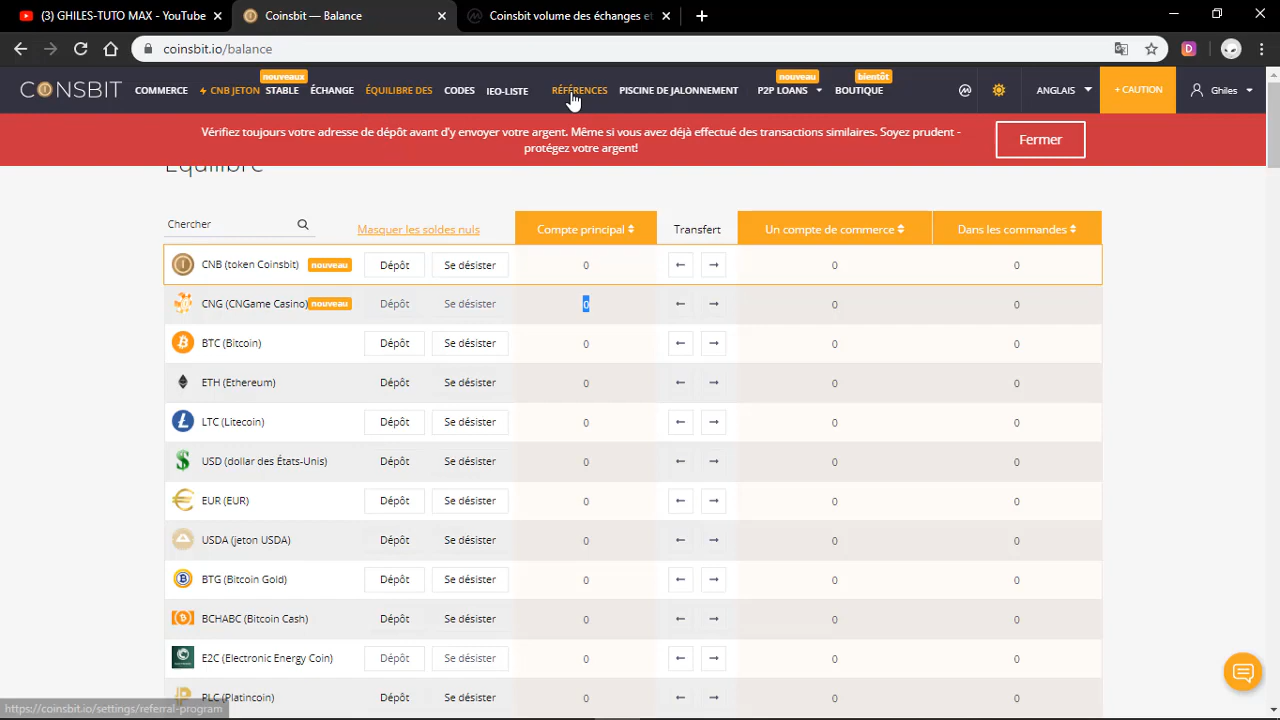 (3) GHILES-TUTO MAX - YouTube
Coinsbit — Balance
Coinsbit volume des échanges et
coinsbit.io/balance
nouveaux
nouveau
bientôt
CONSBIT
COMMERCE
CNB JETON
STABLE
ÉCHANGE
ÉQUILIBRE DES
CODES
IEO-LISTE
RÉFÉRENCES
PISCINE DE JALONNEMENT
P2P LOANS
BOUTIQUE
ANGLAIS
+ CAUTION
Ghiles
Vérifiez toujours votre adresse de dépôt avant d'y envoyer votre argent. Même si vous avez déjà effectué des transactions similaires. Soyez prudent -
protégez votre argent!
Fermer
Équilibre
Chercher
Masquer les soldes nuls
Compte principal
Transfert
Un compte de commerce
Dans les commandes
CNB (token Coinsbit) nouveau Dépôt Se désister 0 ← → 0 0
CNG (CNGame Casino) nouveau Dépôt Se désister 0 ← → 0 0
BTC (Bitcoin) Dépôt Se désister 0 ← → 0 0
ETH (Ethereum) Dépôt Se désister 0 ← → 0 0
LTC (Litecoin) Dépôt Se désister 0 ← → 0 0
USD (dollar des États-Unis) Dépôt Se désister 0 ← → 0 0
EUR (EUR) Dépôt Se désister 0 ← → 0 0
USDA (jeton USDA) Dépôt Se désister 0 ← → 0 0
BTG (Bitcoin Gold) Dépôt Se désister 0 ← → 0 0
BCHABC (Bitcoin Cash) Dépôt Se désister 0 ← → 0 0
E2C (Electronic Energy Coin) Dépôt Se désister 0 ← → 0 0
PLC (Platincoin) Dépôt Se désister 0 ← → 0 0
https://coinsbit.io/settings/referral-program